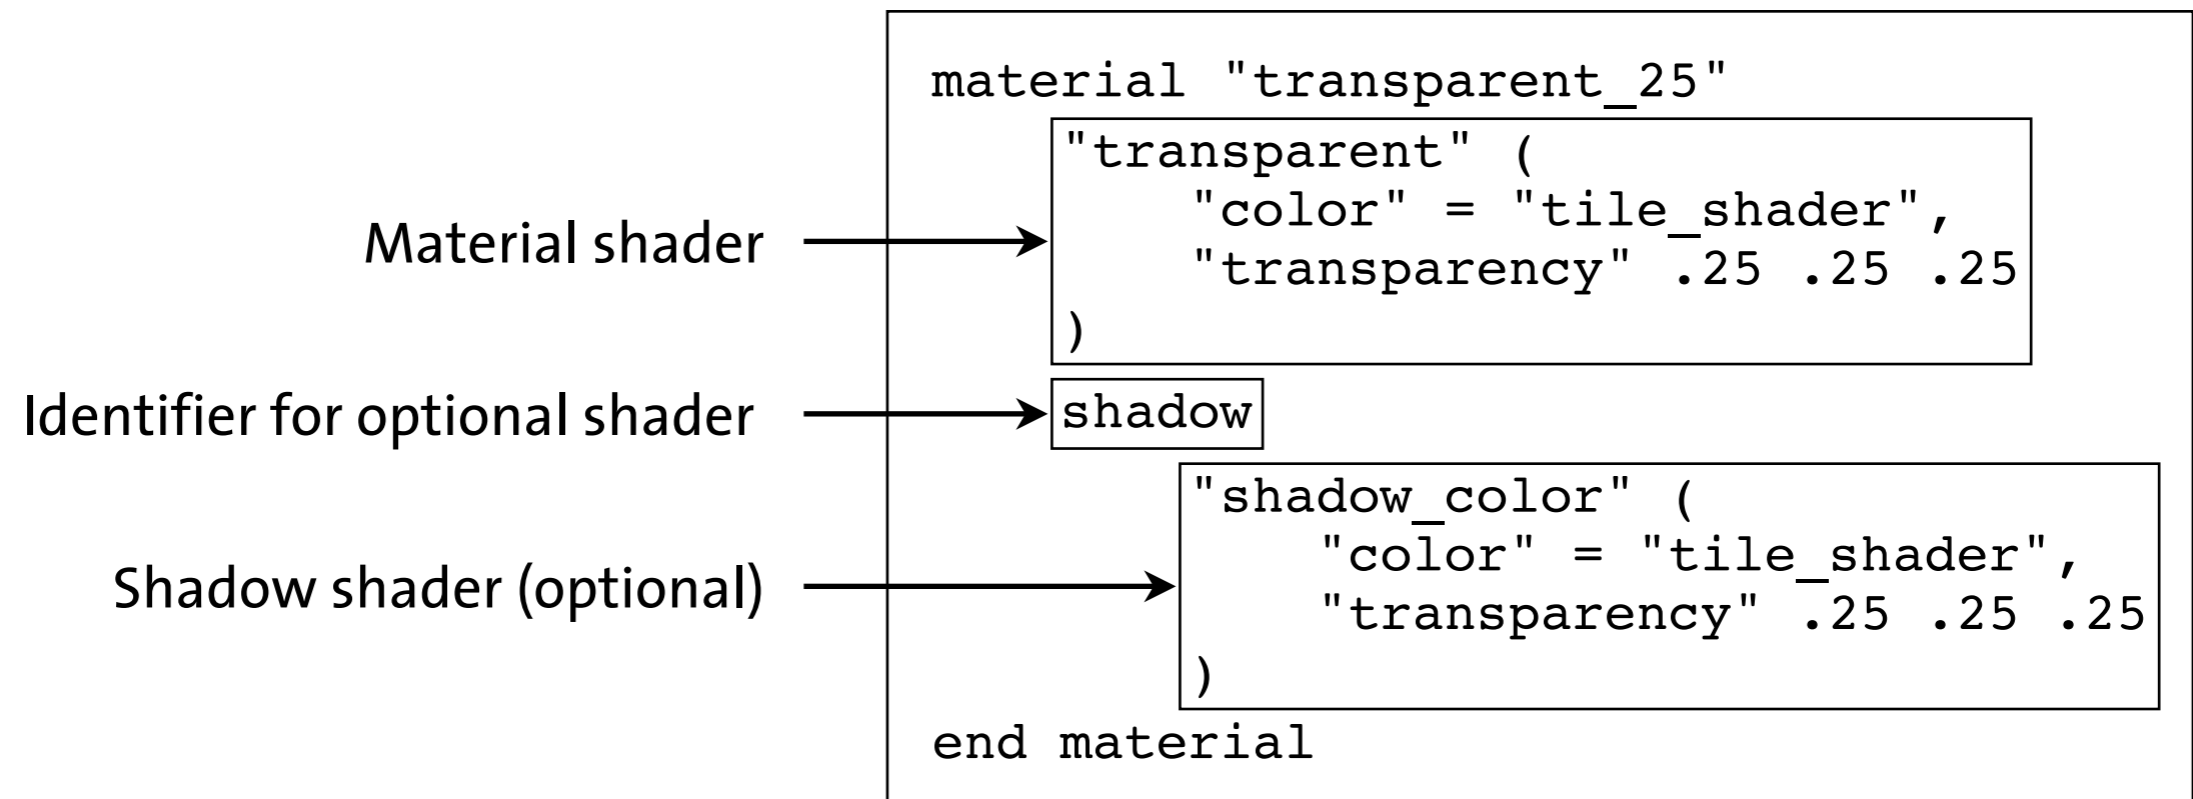 material "transparent_25"
"transparent" (
"color" = "tile_shader",
Material shader
"transparency" .25 .25 .25
)
Identifier for optional shader
shadow
"shadow_color" (
"color" = "tile_shader",
Shadow shader (optional)
"transparency" .25 .25 .25
)
end material